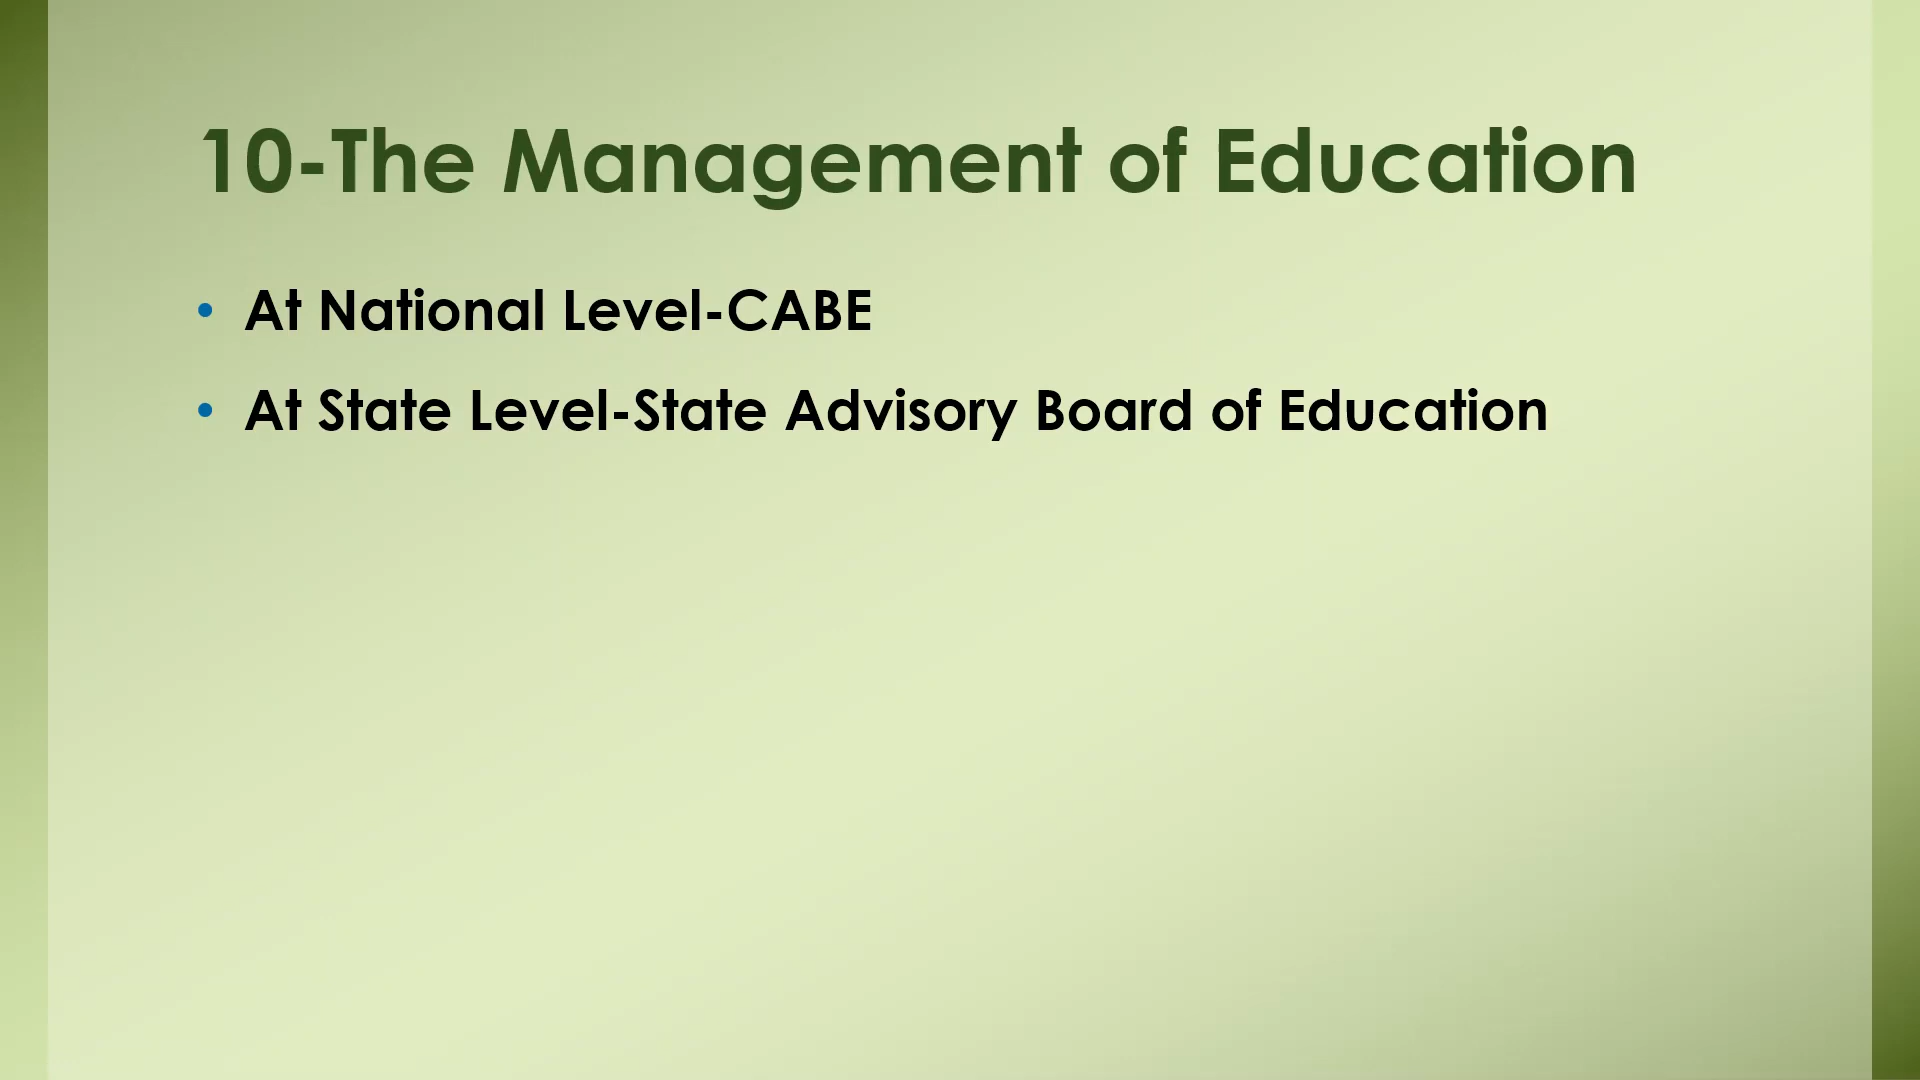 10-The Management of Education
• At National Level-CABE
• At State Level-State Advisory Board of Education